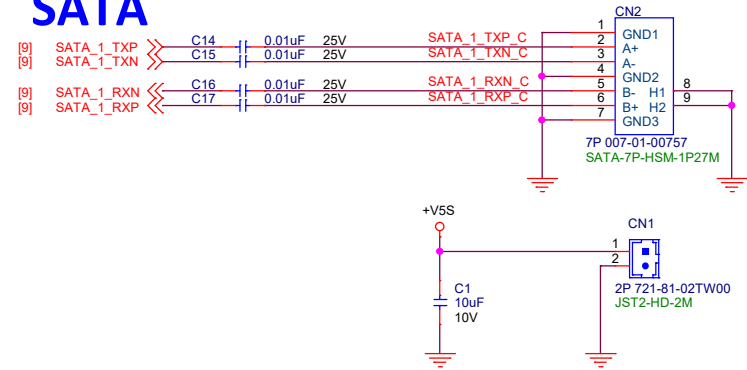 SATA
CN2
1 GND1
[9] SATA_1_TXP C14 0.01uF 25V SATA_1_TXP_C 2 A+
[9] SATA_1_TXN C15 0.01uF 25V SATA_1_TXN_C 3 A-
4 GND2
[9] SATA_1_RXN C16 0.01uF 25V SATA_1_RXN_C 5 B- H1 8
[9] SATA_1_RXP C17 0.01uF 25V SATA_1_RXP_C 6 B+ H2 9
7 GND3
7P 007-01-00757
SATA-7P-HSM-1P27M
+V5S
CN1
1
2
C1
10uF
10V
2P 721-81-02TW00
JST2-HD-2M